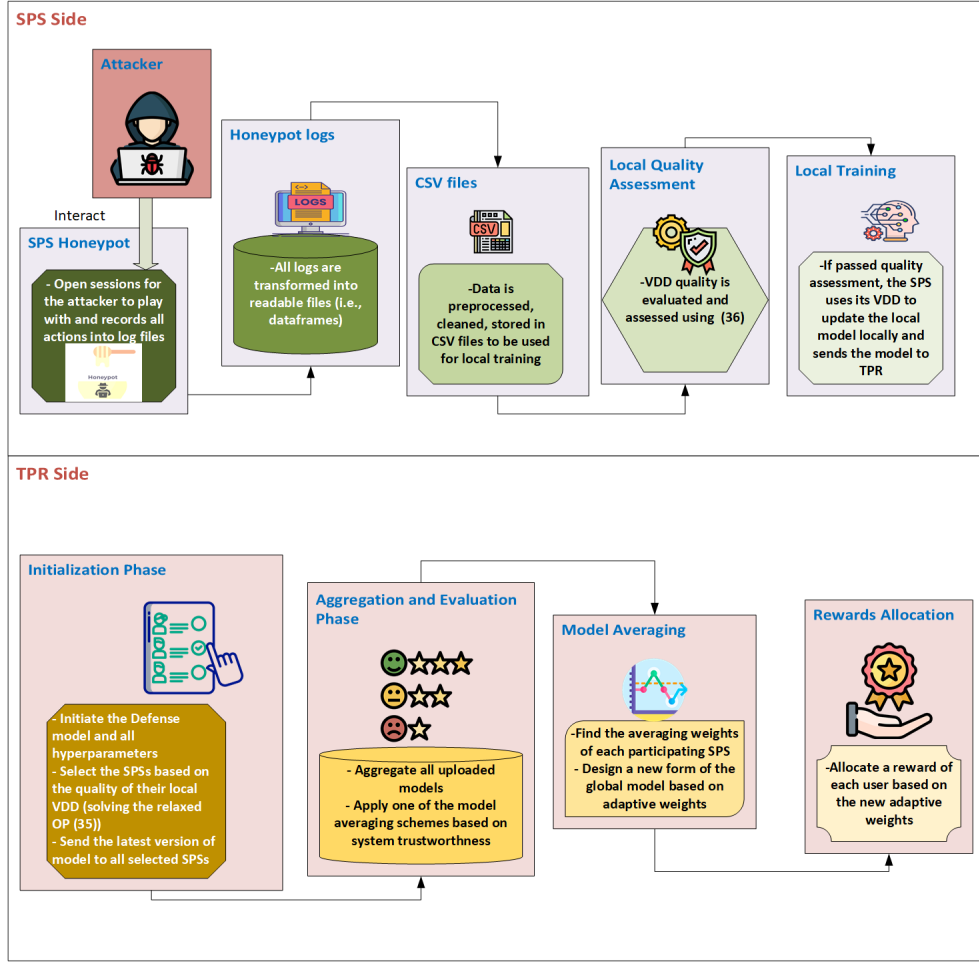 SPS Side
Attacker
Interact
SPS Honeypot
- Open sessions for
the attacker to play
with and records all
actions into log files
Honeypot
Honeypot logs
LOGS
-All logs are
transformed into
readable files (i.e.,
dataframes)
CSV files
CSV
-Data is
preprocessed,
cleaned, stored in
CSV files to be used
for local training
Local Quality
Assessment
-VDD quality is
evaluated and
assessed using (36)
Local Training
-If passed quality
assessment, the SPS
uses its VDD to
update the local
model locally and
sends the model to
TPR
TPR Side
Initialization Phase
- Initiate the Defense
model and all
hyperparameters
- Select the SPSs based on
the quality of their local
VDD (solving the relaxed
OP (35))
- Send the latest version of
model to all selected SPSs
Aggregation and Evaluation
Phase
- Aggregate all uploaded
models
- Apply one of the model
averaging schemes based on
system trustworthness
Model Averaging
-Find the averaging weights
of each participating SPS
- Design a new form of the
global model based on
adaptive weights
Rewards Allocation
-Allocate a reward of
each user based on
the new adaptive
weights